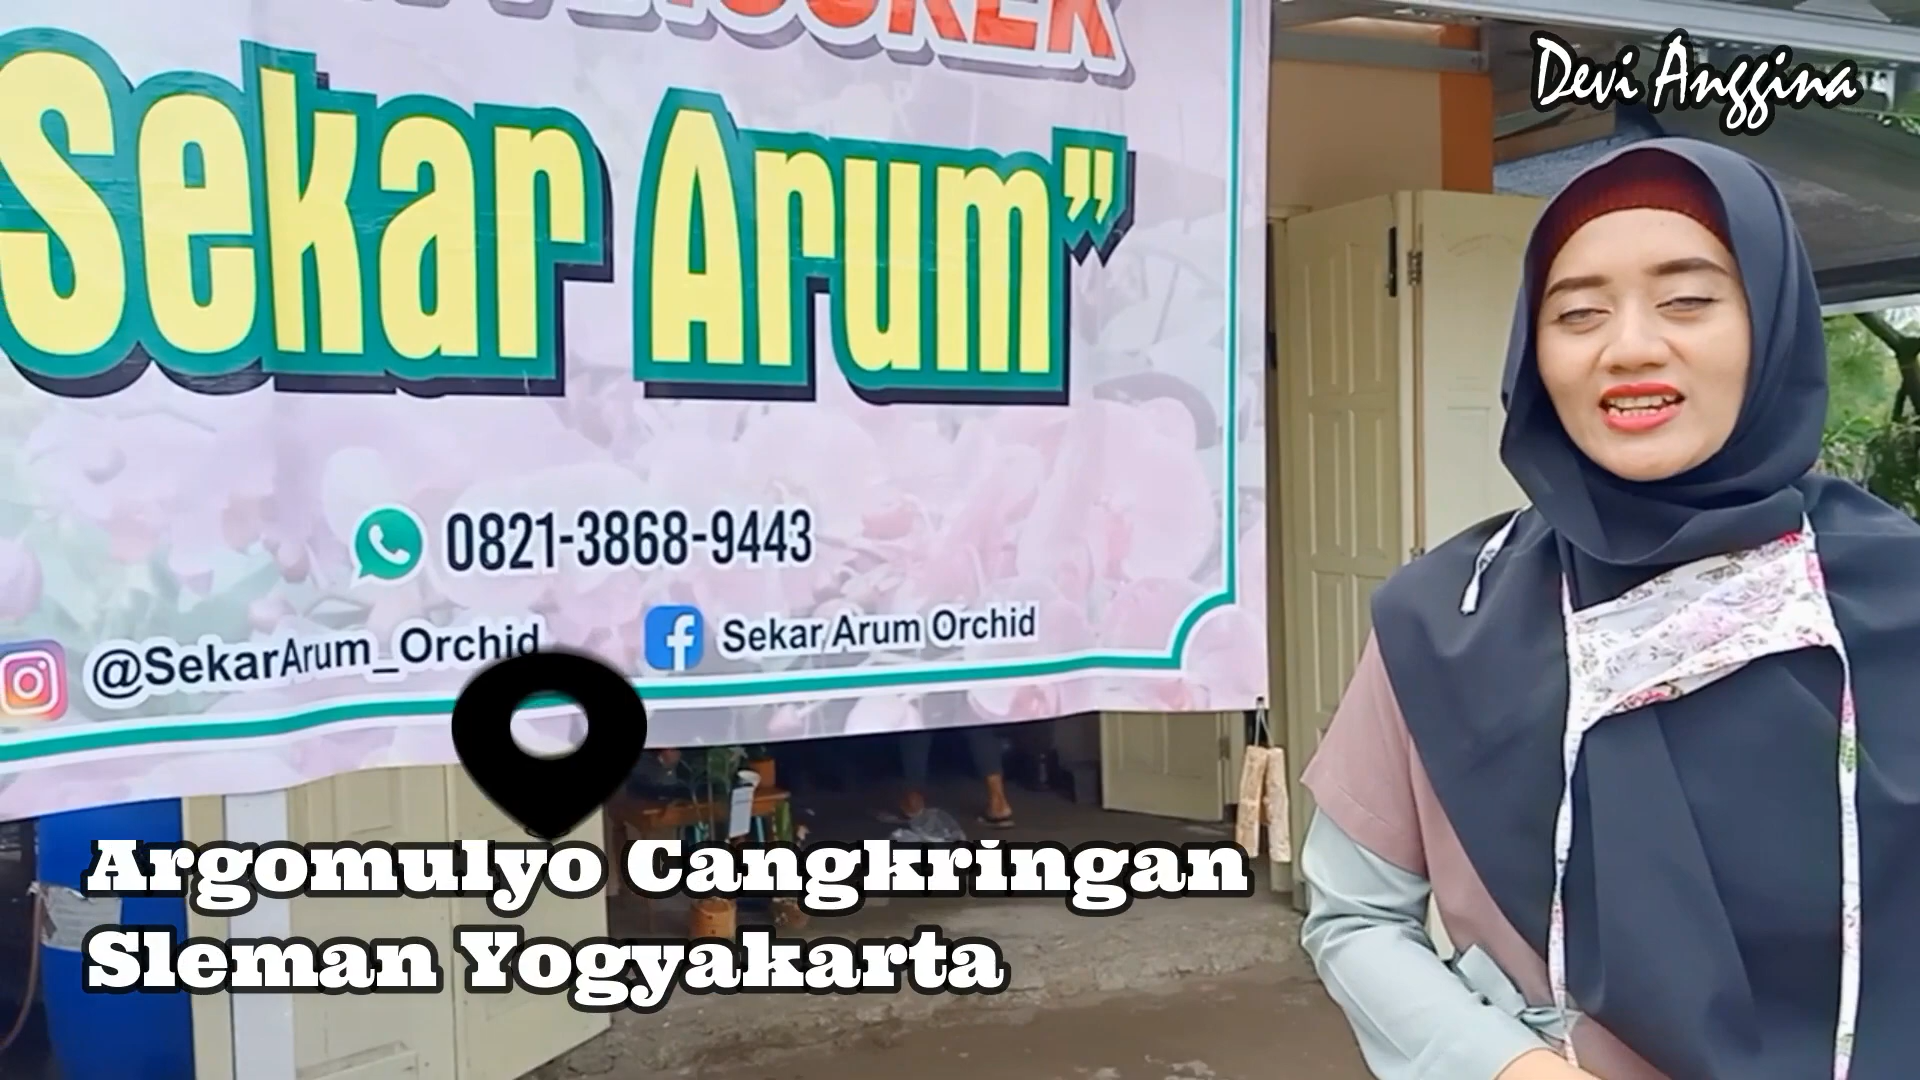 Devi Anggina
Sekar Arum”
0821-3868-9443
@SekarArum_Orchid
Sekar Arum Orchid
Argomulyo Cangkringan
Sleman Yogyakarta